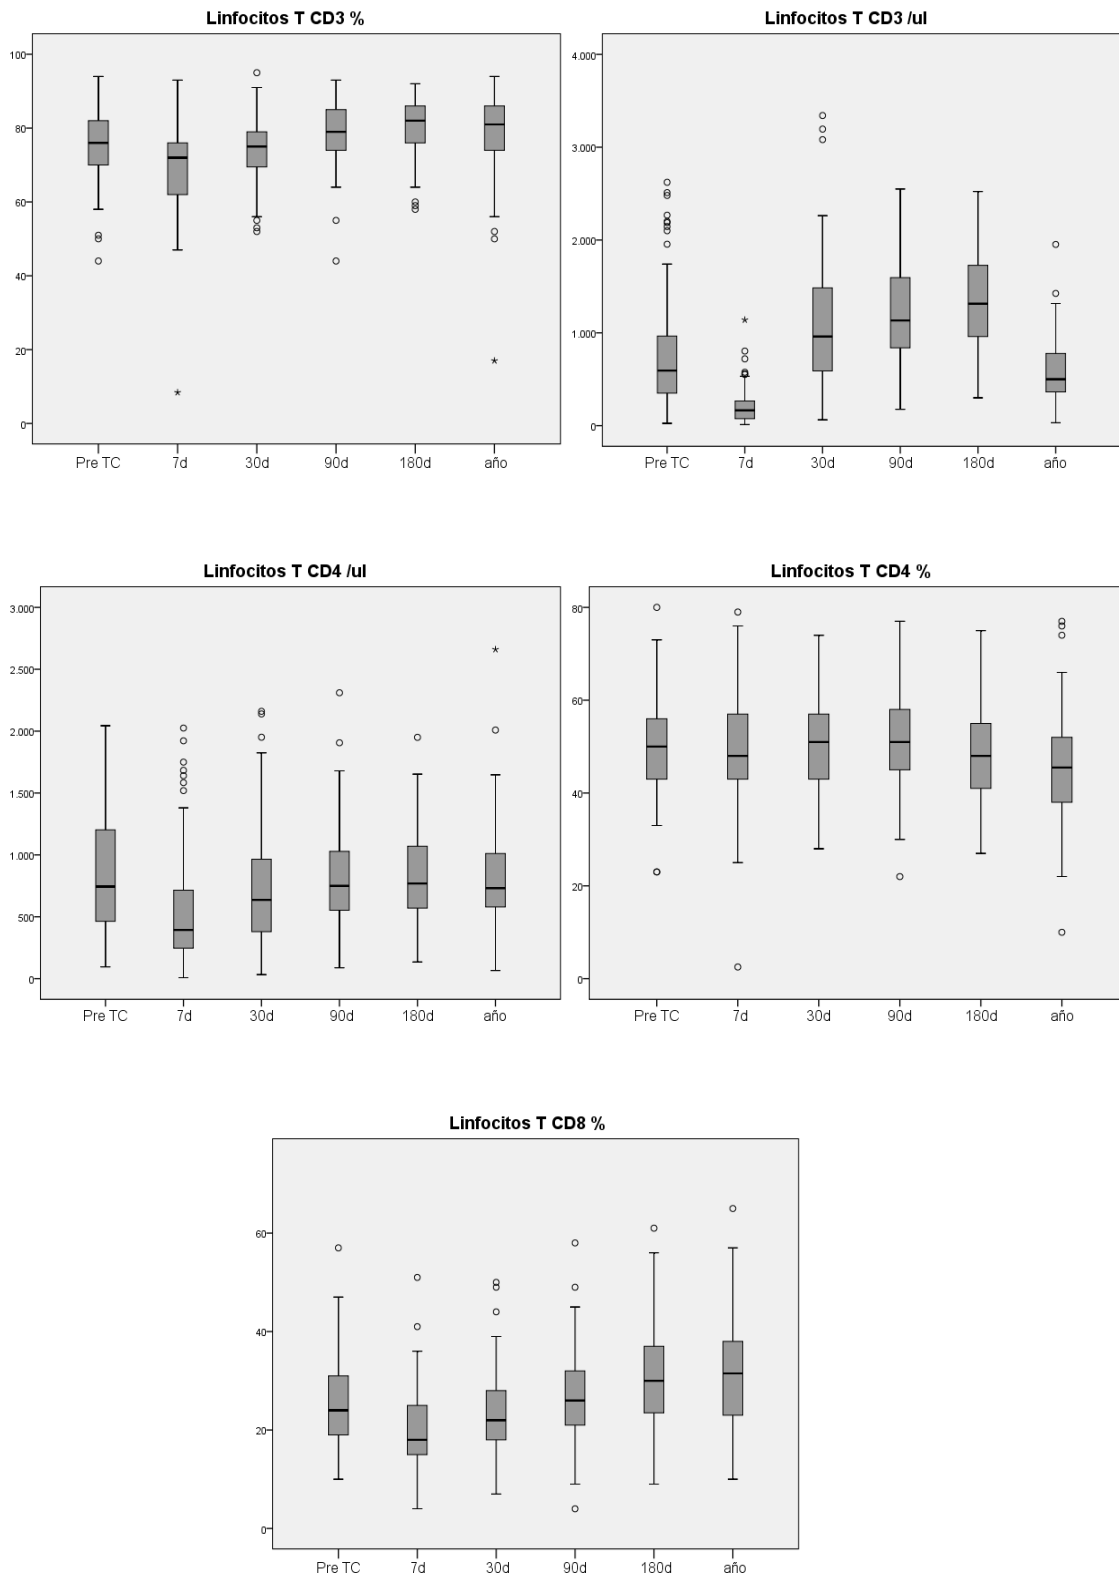 Linfocitos T CD3 %
100
80
60
40
20
0
Pre TC 7d 30d 90d 180d año
Linfocitos T CD3 /ul
4.000
3.000
2.000
1.000
0
Pre TC 7d 30d 90d 180d año
Linfocitos T CD4 /ul
3.000
2.500
2.000
1.500
1.000
500
0
Pre TC 7d 30d 90d 180d año
Linfocitos T CD4 %
80
60
40
20
0
Pre TC 7d 30d 90d 180d año
Linfocitos T CD8 %
60
40
20
0
Pre TC 7d 30d 90d 180d año